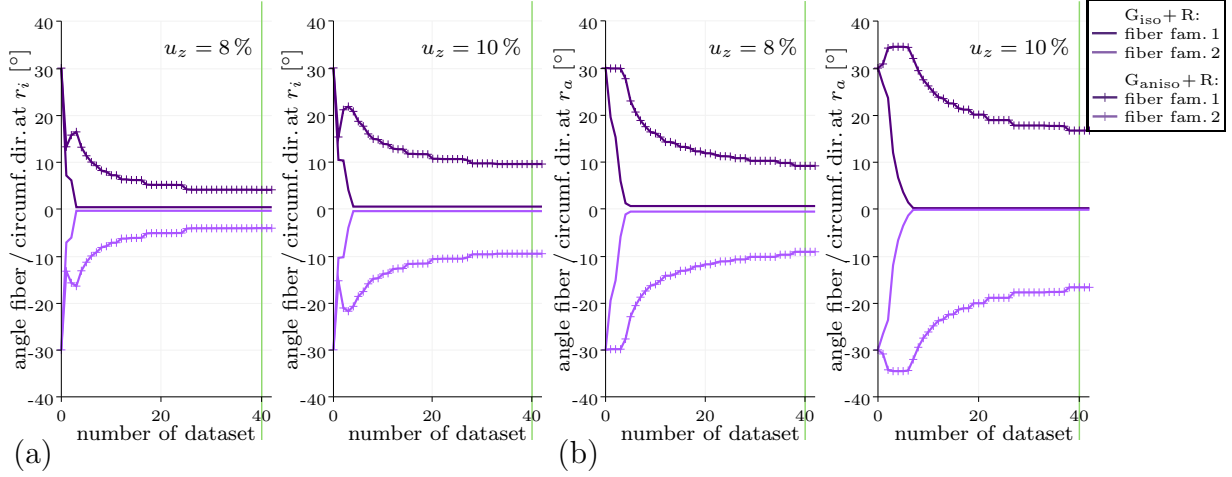 angle fiber / circumf. dir. at r_i [°]
40
30
20
10
0
-10
-20
-30
-40
u_z = 8 %
0
20
40
number of dataset
(a)
angle fiber / circumf. dir. at r_i [°]
40
30
20
10
0
-10
-20
-30
-40
u_z = 10 %
0
20
40
number of dataset
angle fiber / circumf. dir. at r_a [°]
40
30
20
10
0
-10
-20
-30
-40
u_z = 8 %
0
20
40
number of dataset
(b)
angle fiber / circumf. dir. at r_a [°]
40
30
20
10
0
-10
-20
-30
-40
u_z = 10 %
0
20
40
number of dataset
G_iso + R:
fiber fam. 1
fiber fam. 2
G_aniso + R:
fiber fam. 1
fiber fam. 2